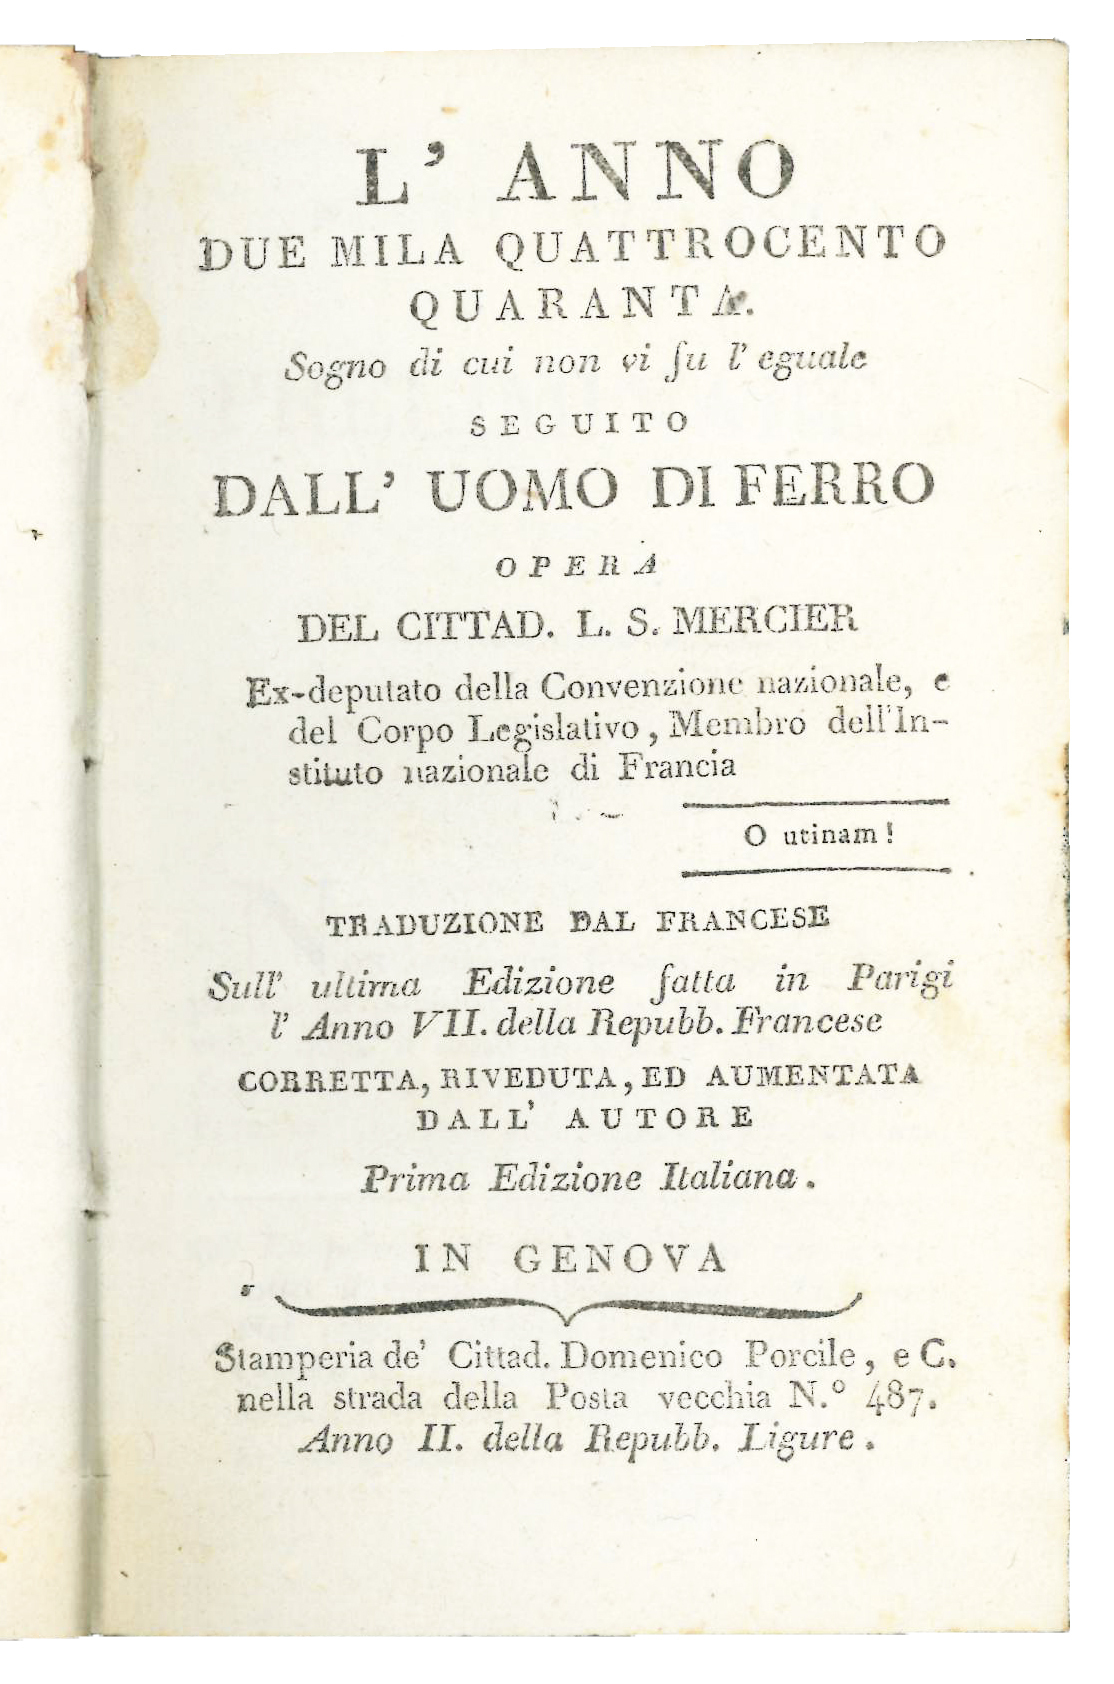 L' ANNO
DUE MILA QUATTROCENTO
QUARANTA.
Sogno di cui non vi fu l' eguale
SEGUITO
DALL' UOMO DI FERRO
OPERA
DEL CITTAD. L. S. MERCIER
Ex-deputato della Convenzione nazionale, e
del Corpo Legislativo, Membro dell'In-
stituto nazionale di Francia
O utinam!
TRADUZIONE DAL FRANCESE
Sull' ultima Edizione fatta in Parigi
l' Anno VII. della Repubb. Francese
CORRETTA, RIVEDUTA, ED AUMENTATA
DALL' AUTORE
Prima Edizione Italiana.
IN GENOVA
Stamperia de' Cittad. Domenico Porcile, e C.
nella strada della Posta vecchia N.° 487.
Anno II. della Repubb. Ligure.